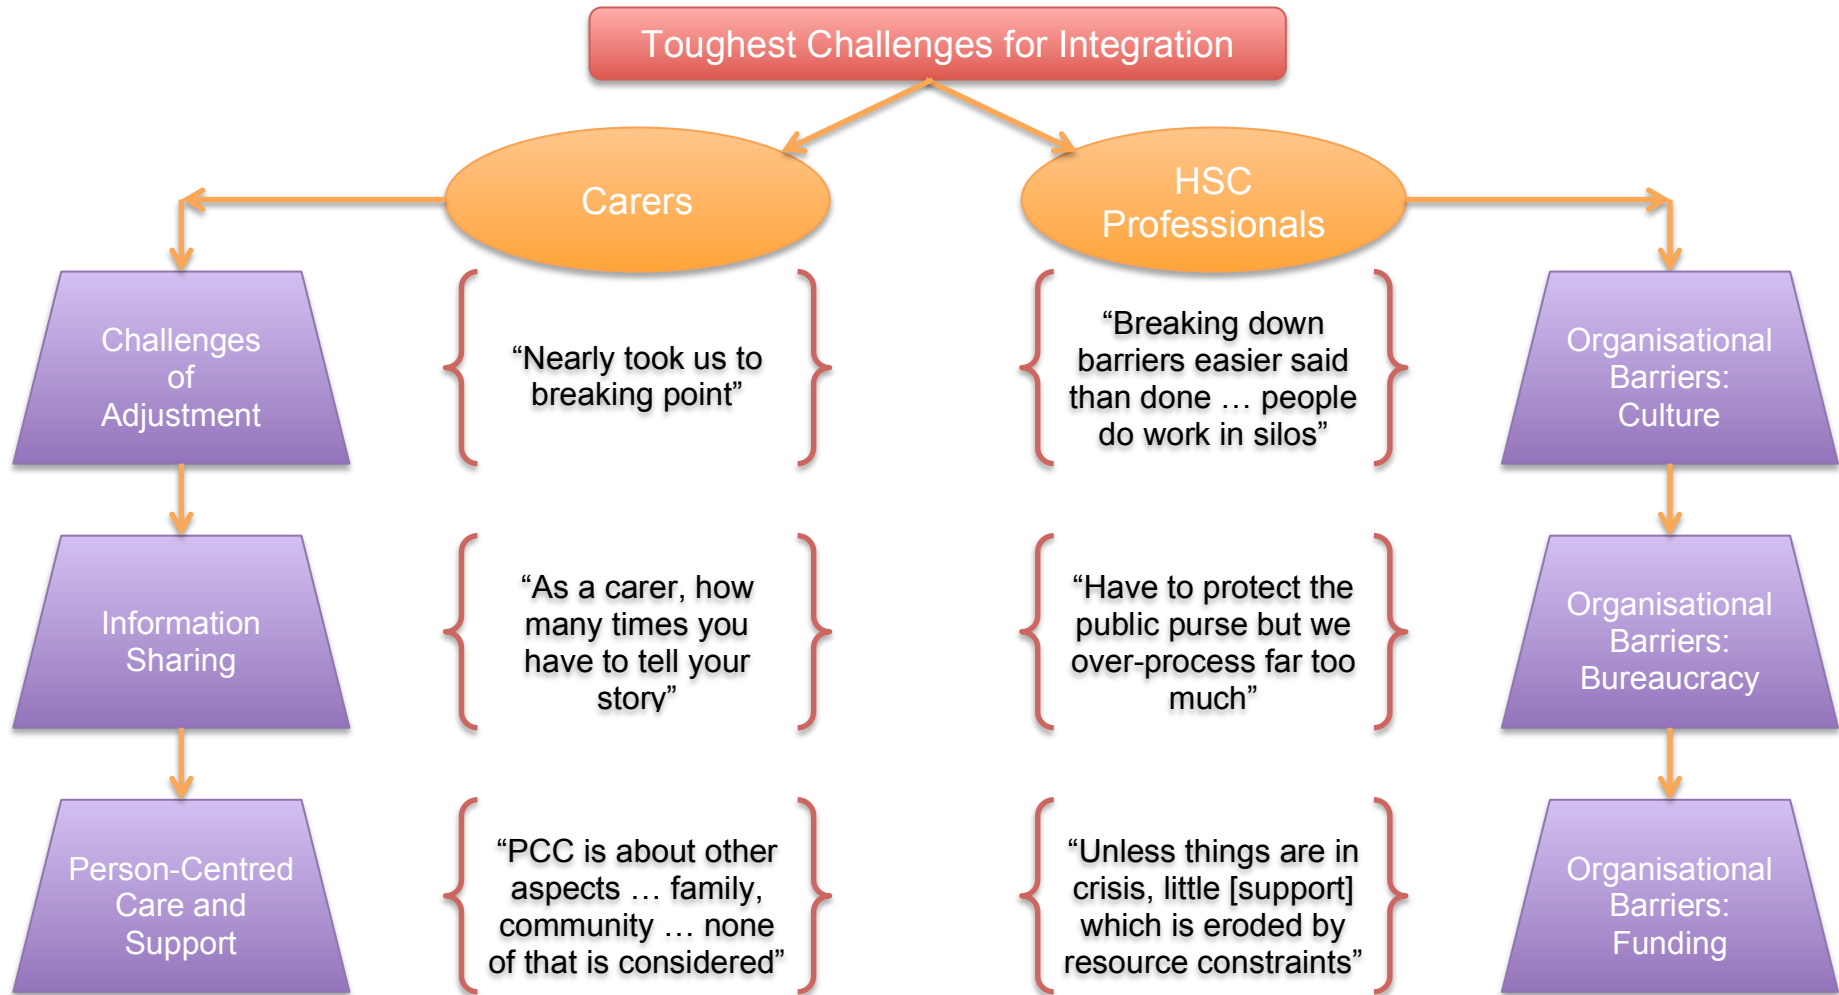 Toughest Challenges for Integration
Carers
HSC
Professionals
Challenges
of
Adjustment
“Nearly took us to
breaking point”
“Breaking down
barriers easier said
than done … people
do work in silos”
Organisational
Barriers:
Culture
Information
Sharing
“As a carer, how
many times you
have to tell your
story”
“Have to protect the
public purse but we
over-process far too
much”
Organisational
Barriers:
Bureaucracy
Person-Centred
Care and
Support
“PCC is about other
aspects … family,
community … none
of that is considered”
“Unless things are in
crisis, little [support]
which is eroded by
resource constraints”
Organisational
Barriers:
Funding